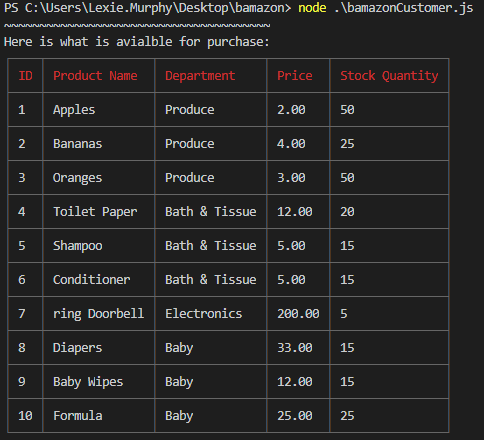 PS C:\Users\Lexie.Murphy\Desktop\bamazon> node .\bamazonCustomer.js
~~~~~~~~~~~~~~~~~~~~~~~~~~~~~~~~~~~~~~
Here is what is avialble for purchase:
ID Product Name Department Price Stock Quantity
1 Apples Produce 2.00 50
2 Bananas Produce 4.00 25
3 Oranges Produce 3.00 50
4 Toilet Paper Bath & Tissue 12.00 20
5 Shampoo Bath & Tissue 5.00 15
6 Conditioner Bath & Tissue 5.00 15
7 ring Doorbell Electronics 200.00 5
8 Diapers Baby 33.00 15
9 Baby Wipes Baby 12.00 15
10 Formula Baby 25.00 25